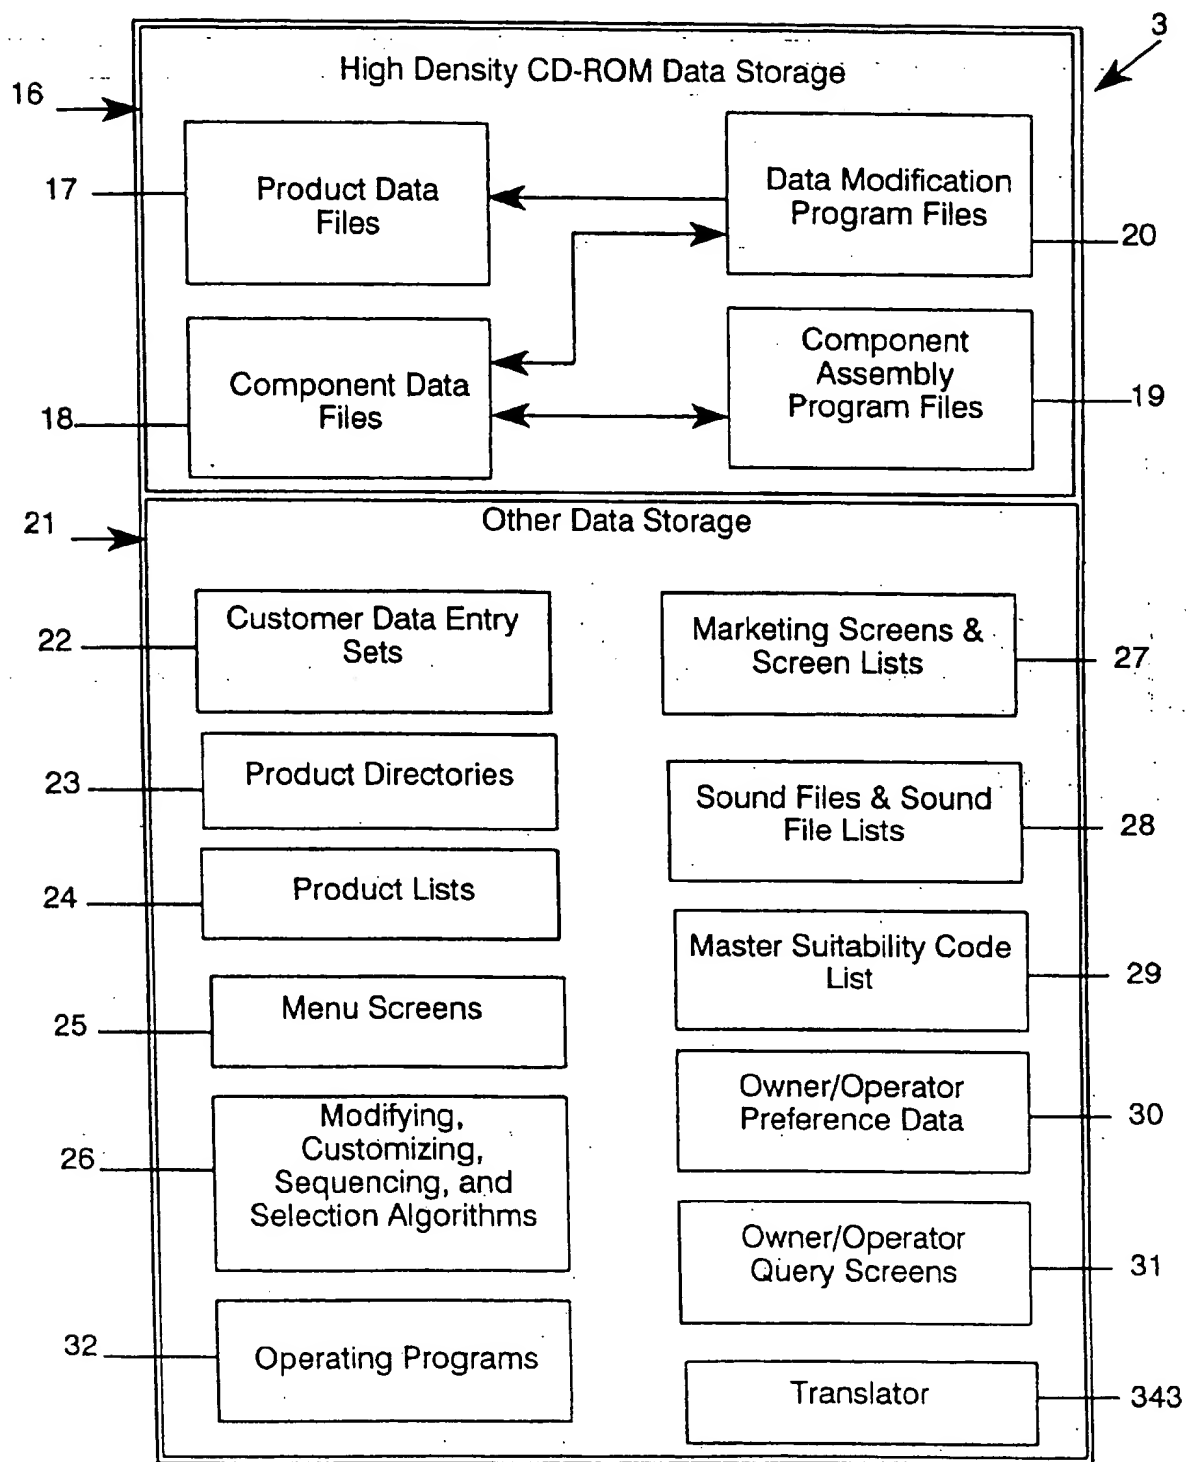 3
High Density CD-ROM Data Storage
16
17
Product Data
Files
Data Modification
Program Files
20
18
Component Data
Files
Component
Assembly
Program Files
19
21
Other Data Storage
22
Customer Data Entry
Sets
Marketing Screens &
Screen Lists
27
23
Product Directories
Sound Files & Sound
File Lists
28
24
Product Lists
Master Suitability Code
List
29
25
Menu Screens
Owner/Operator
Preference Data
30
26
Modifying,
Customizing,
Sequencing, and
Selection Algorithms
Owner/Operator
Query Screens
31
32
Operating Programs
Translator
343